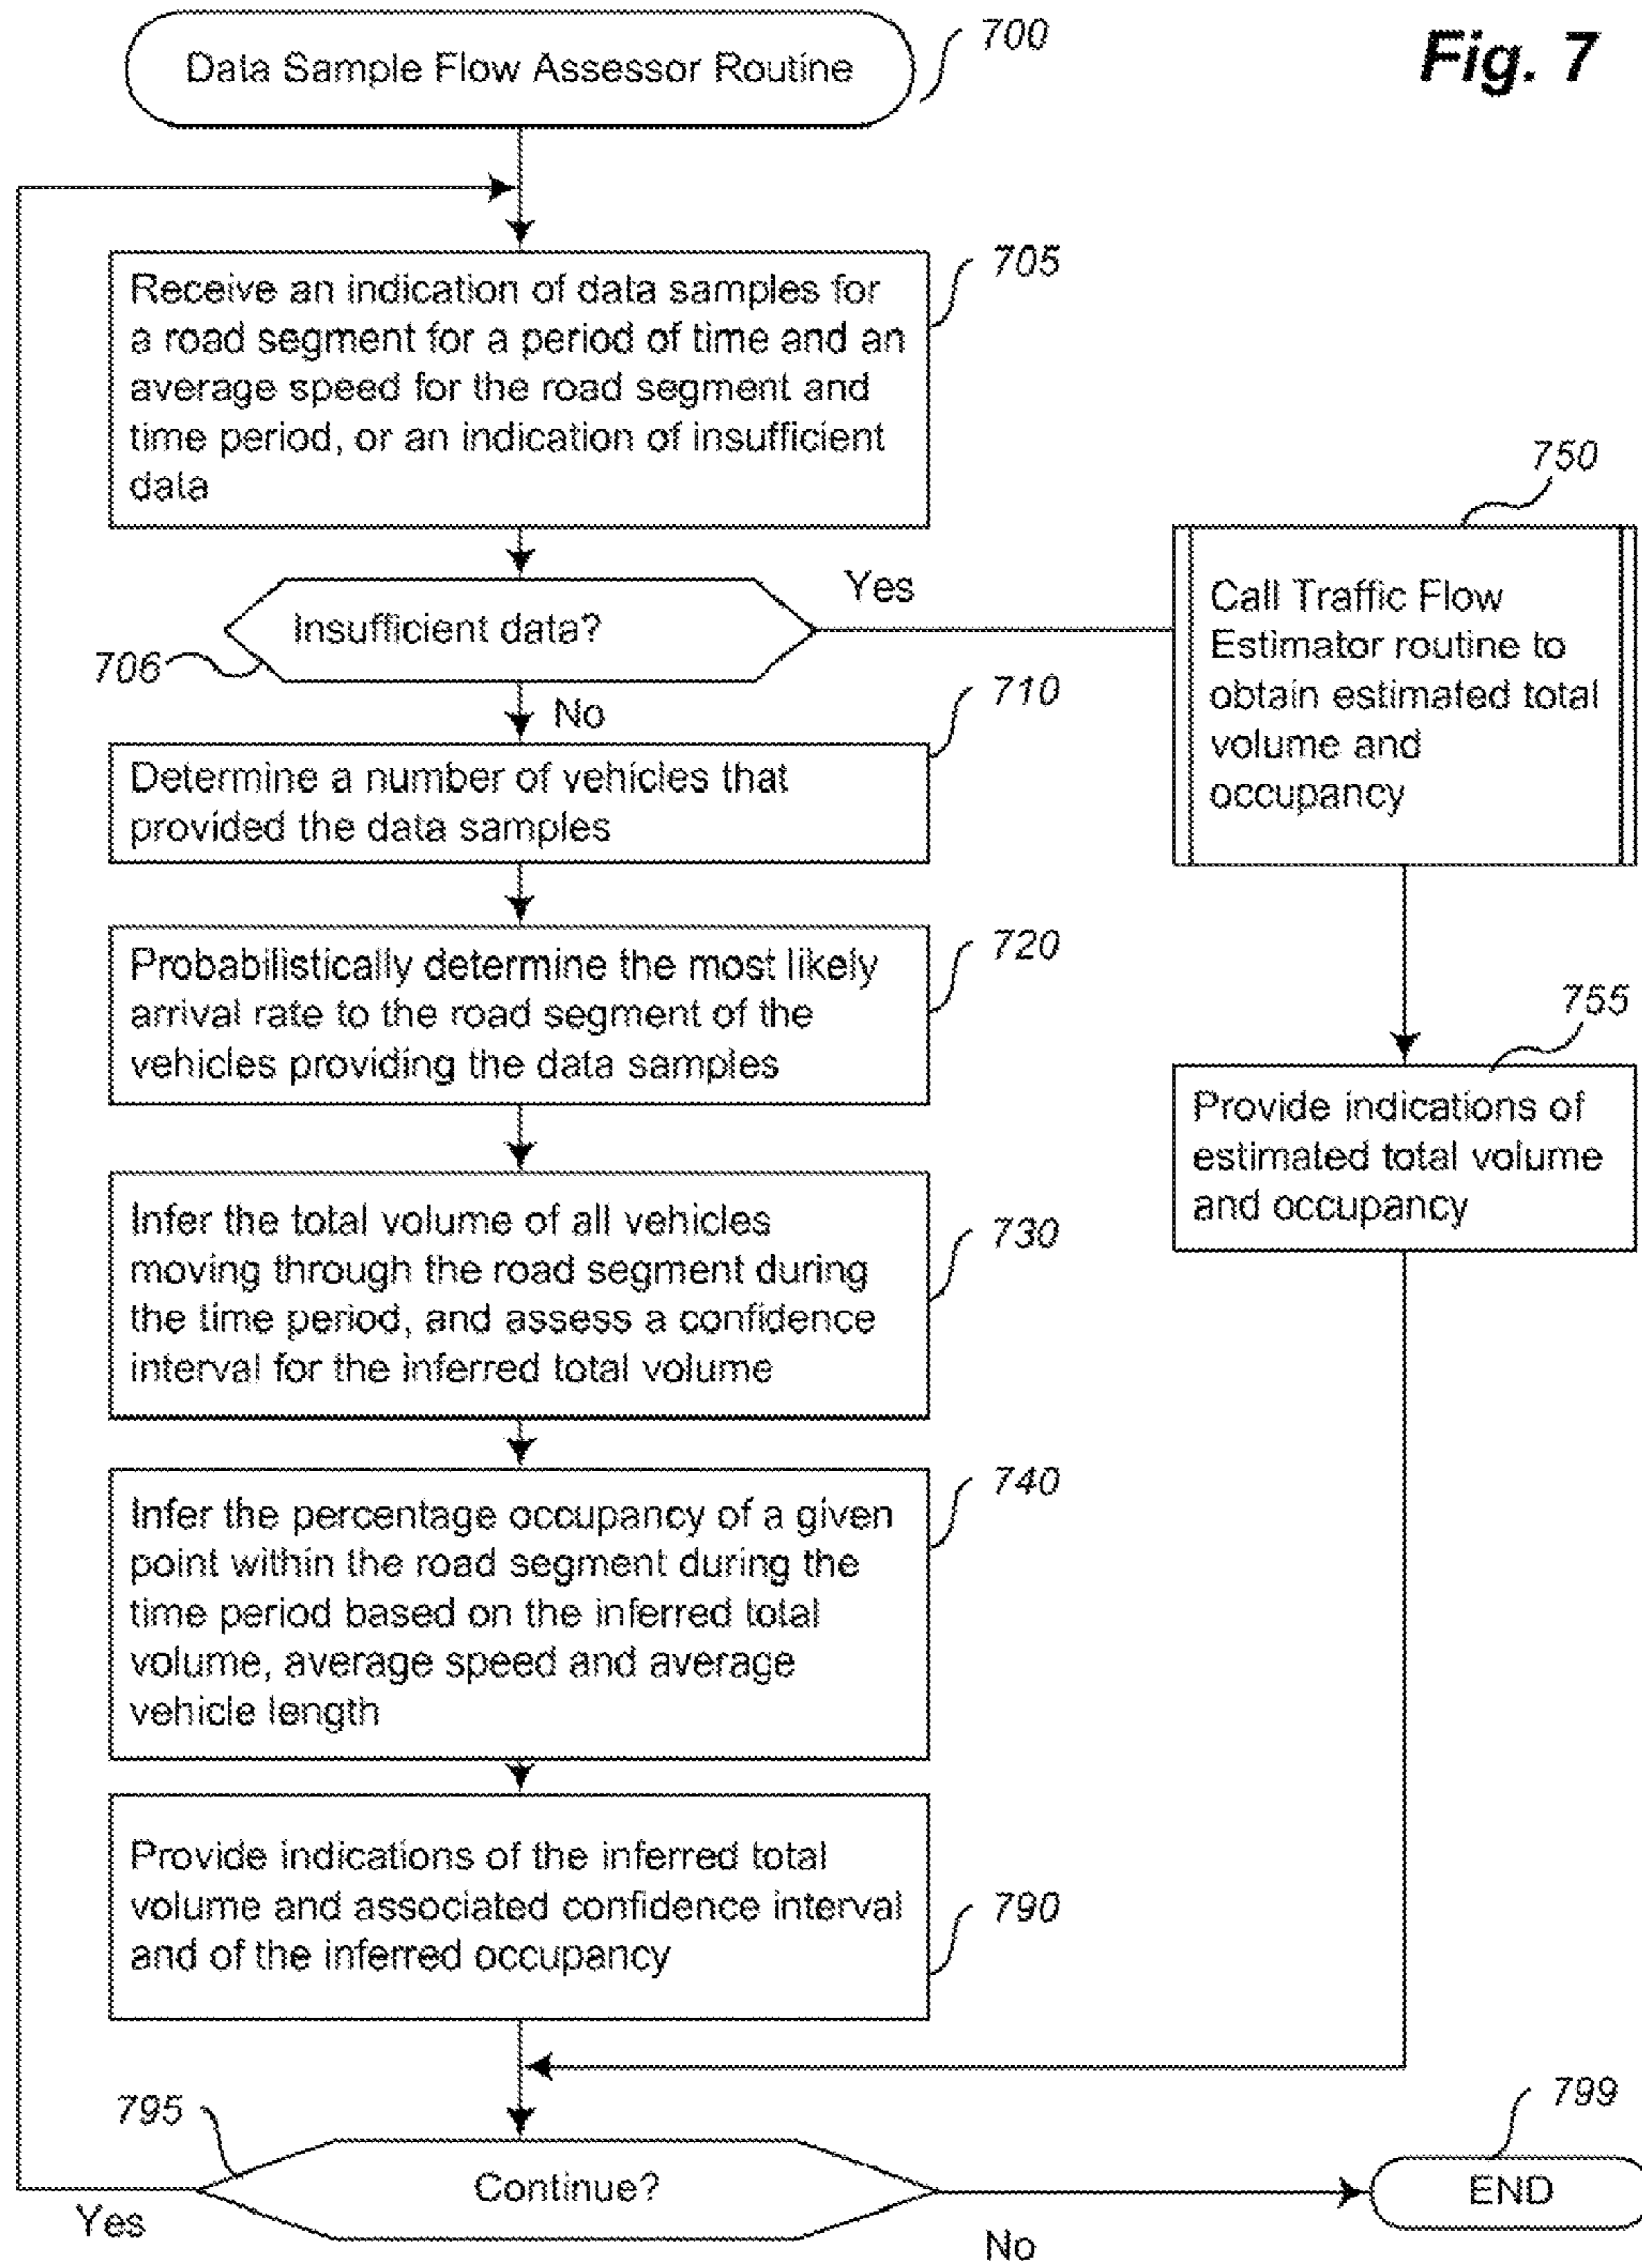 Fig. 7
Data Sample Flow Assessor Routine
700
Receive an indication of data samples for
a road segment for a period of time and an
average speed for the road segment and
time period, or an indication of insufficient
data
705
Insufficient data?
706
Yes
No
750
Call Traffic Flow
Estimator routine to
obtain estimated total
volume and
occupancy
710
Determine a number of vehicles that
provided the data samples
720
Probabilistically determine the most likely
arrival rate to the road segment of the
vehicles providing the data samples
755
Provide indications of
estimated total volume
and occupancy
Infer the total volume of all vehicles
moving through the road segment during
the time period, and assess a confidence
interval for the inferred total volume
730
Infer the percentage occupancy of a given
point within the road segment during the
time period based on the inferred total
volume, average speed and average
vehicle length
740
Provide indications of the inferred total
volume and associated confidence interval
and of the inferred occupancy
790
795
Continue?
Yes
No
799
END